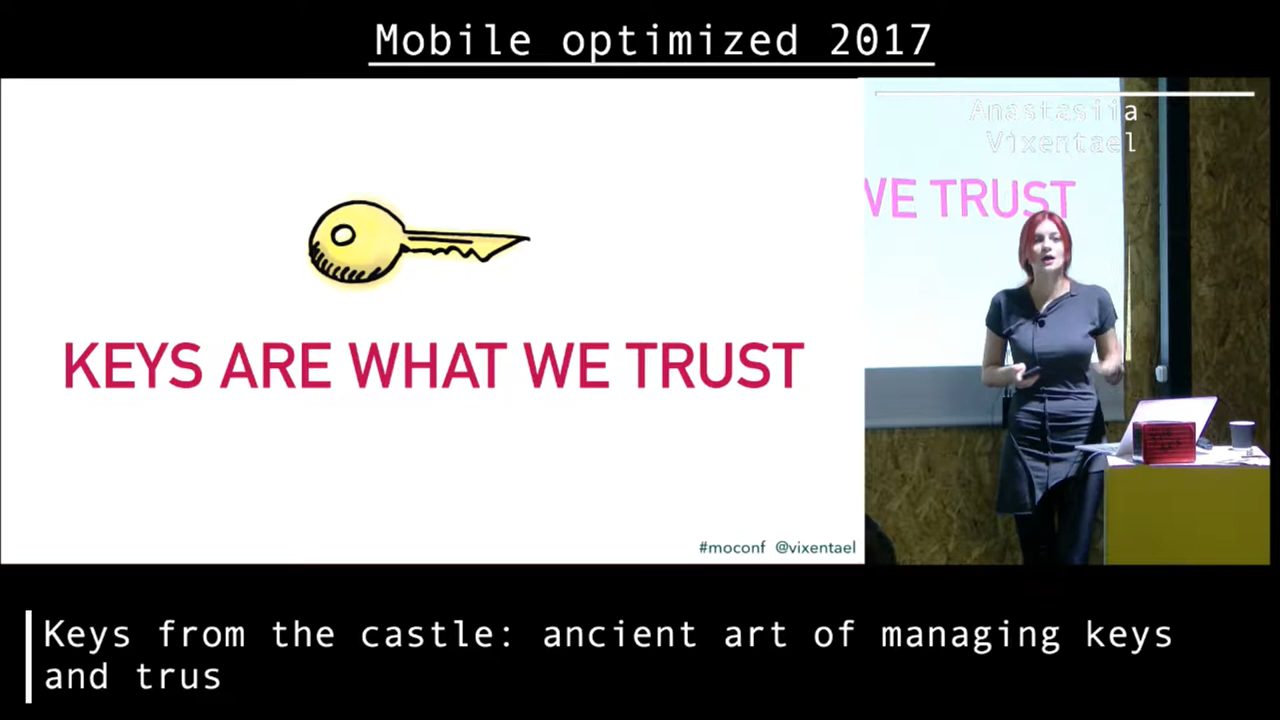 Mobile optimized 2017
Anastasiia
Vixentael
WE TRUST
KEYS ARE WHAT WE TRUST
#moconf @vixentael
Keys from the castle: ancient art of managing keys
and trus